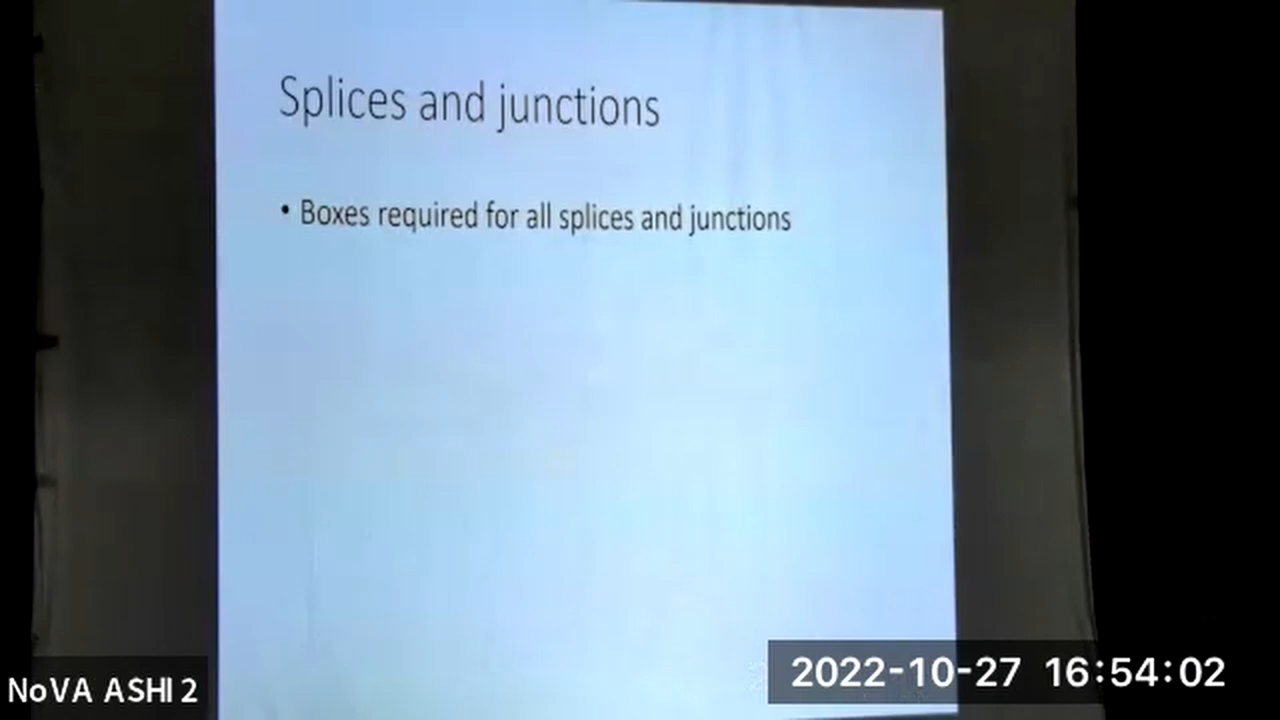 Splices and junctions
• Boxes required for all splices and junctions
NoVA ASHI 2
2022-10-27 16:54:02